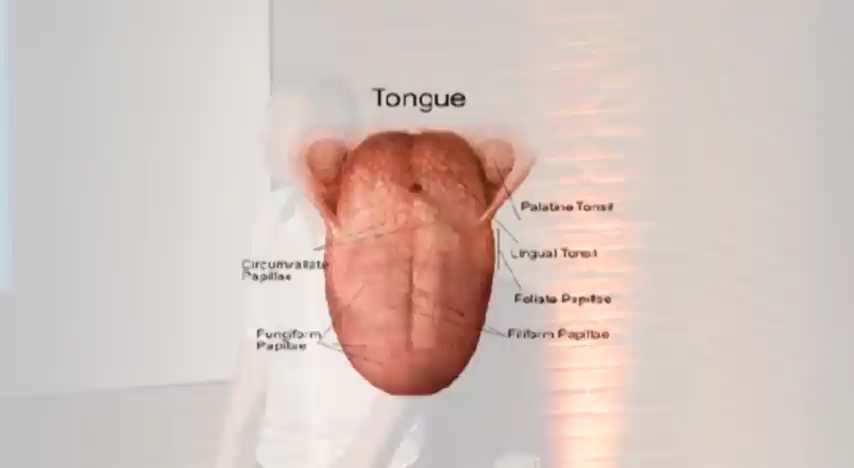 Tongue
Palatine Tonsil
Lingual Tonsil
Circumvallate
Papillae
Foliate Papillae
Fungiform
Papillae
Filiform Papillae